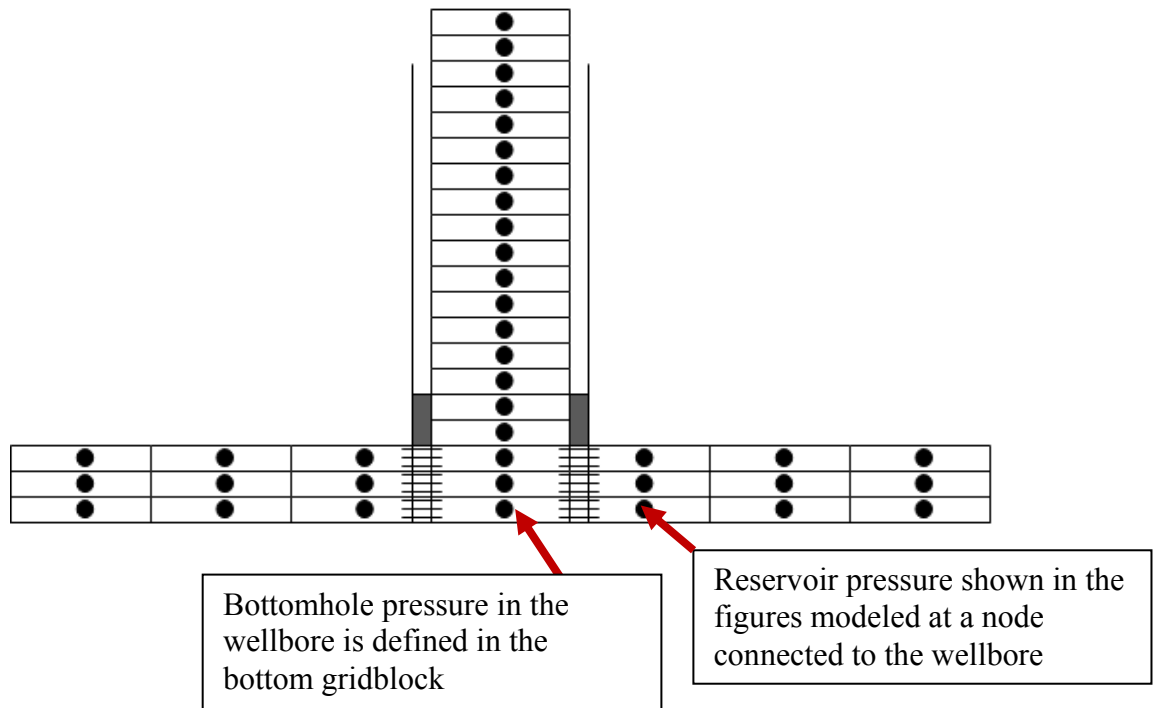 Bottomhole pressure in the
wellbore is defined in the
bottom gridblock
Reservoir pressure shown in the
figures modeled at a node
connected to the wellbore